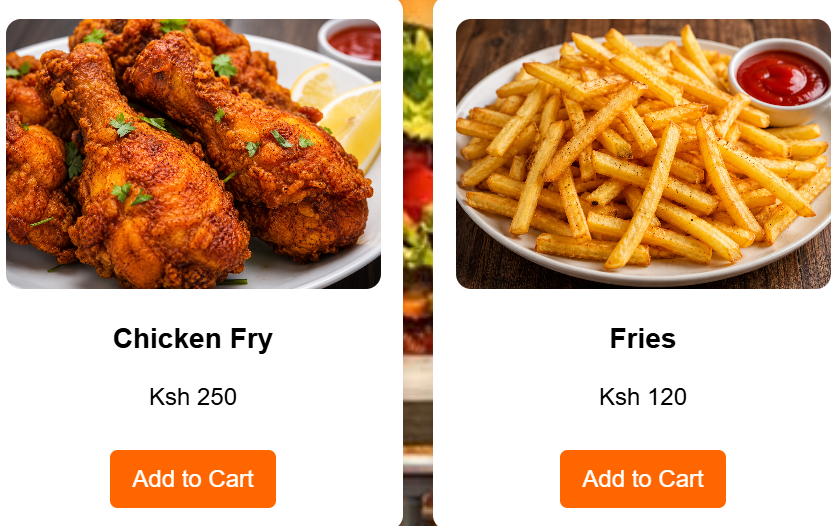 Chicken Fry
Ksh 250
Add to Cart
Fries
Ksh 120
Add to Cart